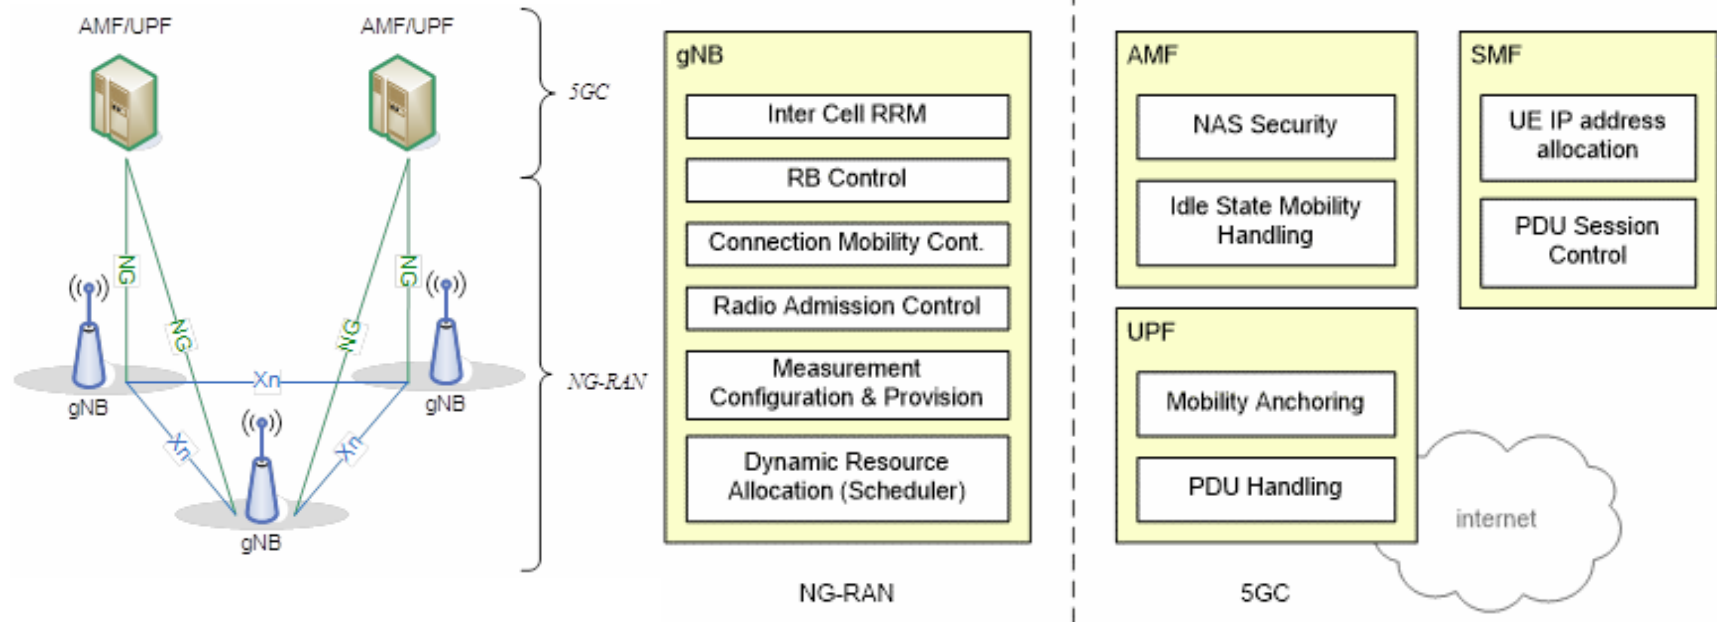 AMF/UPF
AMF/UPF
5GC
NG
NG
NG
NG
Xn
Xn
Xn
gNB
gNB
gNB
NG-RAN
gNB
Inter Cell RRM
RB Control
Connection Mobility Cont.
Radio Admission Control
Measurement
Configuration & Provision
Dynamic Resource
Allocation (Scheduler)
NG-RAN
AMF
NAS Security
Idle State Mobility
Handling
SMF
UE IP address
allocation
PDU Session
Control
UPF
Mobility Anchoring
PDU Handling
internet
5GC